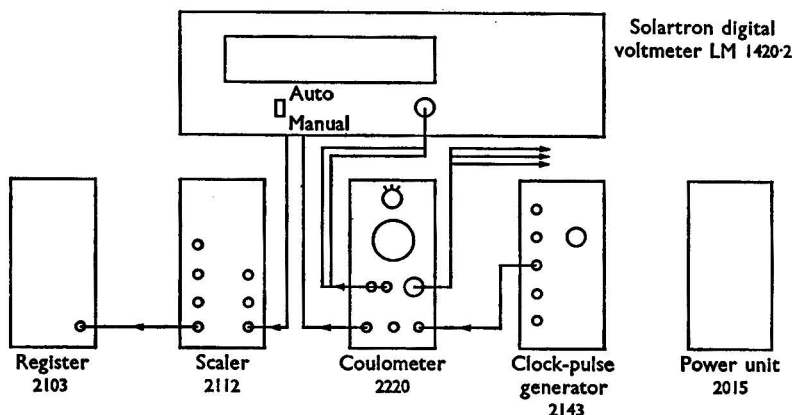 Solartron digital
voltmeter LM 1420·2
Auto
Manual
Register
2103
Scaler
2112
Coulometer
2220
Clock-pulse
generator
2143
Power unit
2015